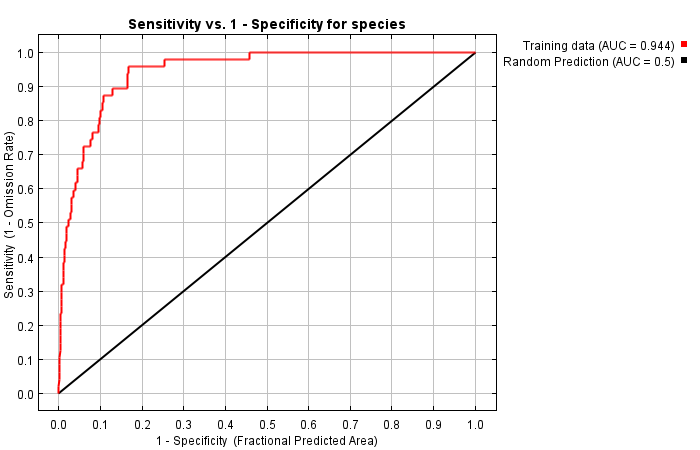 Sensitivity vs. 1 - Specificity for species
Training data (AUC = 0.944)
Random Prediction (AUC = 0.5)
Sensitivity (1 - Omission Rate)
1.0
0.9
0.8
0.7
0.6
0.5
0.4
0.3
0.2
0.1
0.0
0.0 0.1 0.2 0.3 0.4 0.5 0.6 0.7 0.8 0.9 1.0
1 - Specificity (Fractional Predicted Area)